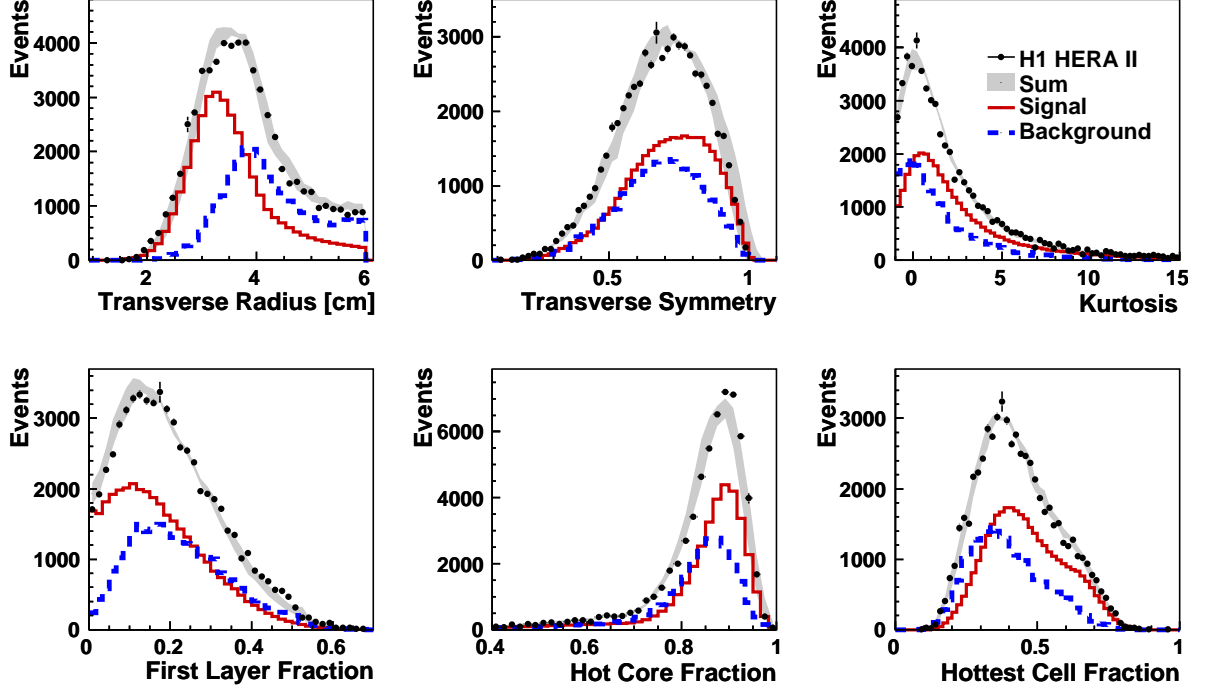 Events
4000
3000
2000
1000
0
2
4
6
Transverse Radius [cm]
Events
3000
2000
1000
0
0.5
1
Transverse Symmetry
Events
4000
3000
2000
1000
0
0
5
10
15
Kurtosis
H1 HERA II
Sum
Signal
Background
Events
3000
2000
1000
0
0
0.2
0.4
0.6
First Layer Fraction
Events
6000
4000
2000
0
0.4
0.6
0.8
1
Hot Core Fraction
Events
3000
2000
1000
0
0
0.5
1
Hottest Cell Fraction